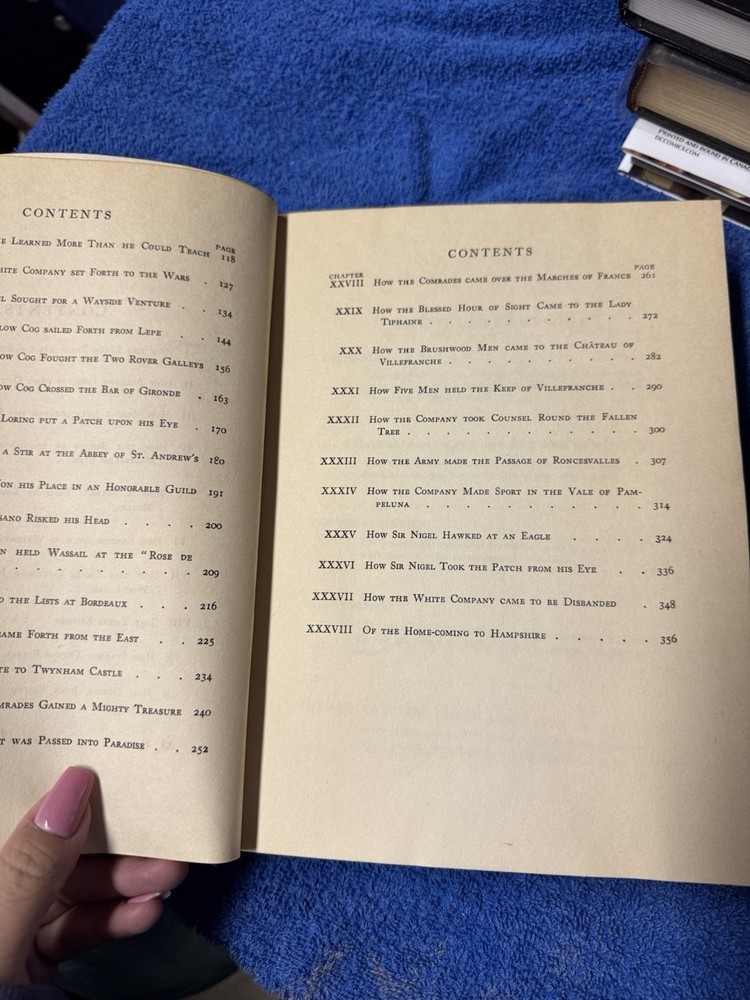 CONTENTS
PAGE
E LEARNED MORE THAN HE COULD TEACH 118
HITE COMPANY SET FORTH TO THE WARS . 127
L SOUGHT FOR A WAYSIDE VENTURE . 134
LOW COG SAILED FORTH FROM LEPE . . 144
OW COG FOUGHT THE TWO ROVER GALLEYS 156
OW COG CROSSED THE BAR OF GIRONDE . 163
LORING PUT A PATCH UPON HIS EYE . 170
A STIR AT THE ABBEY OF ST. ANDREW'S 180
ON HIS PLACE IN AN HONORABLE GUILD 191
SANO RISKED HIS HEAD . . . . 200
N HELD WASSAIL AT THE "ROSE DE
. . . . . . . . . 209
D THE LISTS AT BORDEAUX . . . 216
CAME FORTH FROM THE EAST . . 225
TE TO TWYNHAM CASTLE . . . 234
MRADES GAINED A MIGHTY TREASURE 240
T WAS PASSED INTO PARADISE . . 252
CONTENTS
CHAPTER PAGE
XXVIII HOW THE COMRADES CAME OVER THE MARCHES OF FRANCE 261
XXIX HOW THE BLESSED HOUR OF SIGHT CAME TO THE LADY
TIPHAINE . . . . . . . . . . . 272
XXX HOW THE BRUSHWOOD MEN CAME TO THE CHÂTEAU OF
VILLEFRANCHE . . . . . . . . . . 282
XXXI HOW FIVE MEN HELD THE KEEP OF VILLEFRANCHE . . 290
XXXII HOW THE COMPANY TOOK COUNSEL ROUND THE FALLEN
TREE . . . . . . . . . . . . 300
XXXIII HOW THE ARMY MADE THE PASSAGE OF RONCESVALLES . 307
XXXIV HOW THE COMPANY MADE SPORT IN THE VALE OF PAM-
PELUNA . . . . . . . . . . . 314
XXXV HOW SIR NIGEL HAWKED AT AN EAGLE . . . . 324
XXXVI HOW SIR NIGEL TOOK THE PATCH FROM HIS EYE . . 336
XXXVII HOW THE WHITE COMPANY CAME TO BE DISBANDED . 348
XXXVIII OF THE HOME-COMING TO HAMPSHIRE . . . . . 356
PRINTED AND BOUND IN CANADA
DCCOMICS.COM